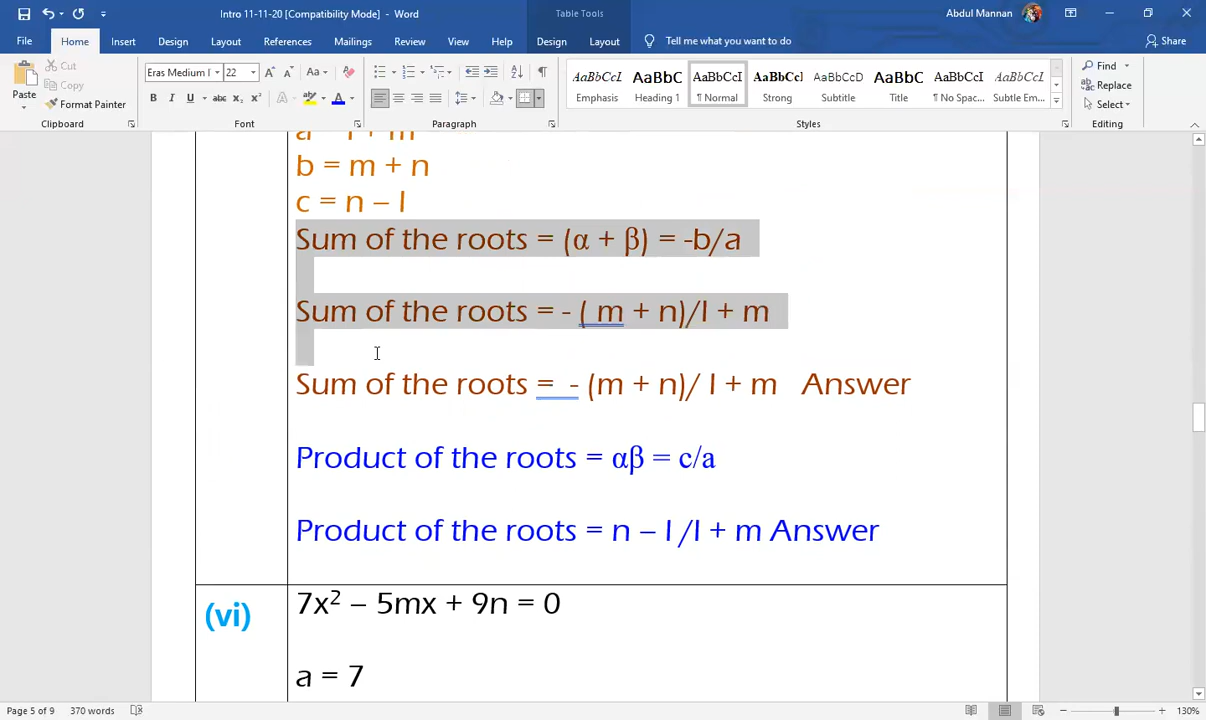 Intro 11-11-20 [Compatibility Mode] - Word
Table Tools
Abdul Mannan
File Home Insert Design Layout References Mailings Review View Help Design Layout Tell me what you want to do Share
Paste
Cut
Copy
Format Painter
Eras Medium I 22
Clipboard Font Paragraph
AaBbCcI AaBbC AaBbCcI AaBbCc AaBbCcD AaBbC AaBbCcI AaBbCcI
Emphasis Heading 1 ¶ Normal Strong Subtitle Title ¶ No Spac... Subtle Em...
Styles
Find
Replace
Select
Editing
a = l + m
b = m + n
c = n – l
Sum of the roots = (α + β) = -b/a
Sum of the roots = - ( m + n)/l + m
Sum of the roots =  - (m + n)/ l + m   Answer
Product of the roots = αβ = c/a
Product of the roots = n – l /l + m Answer
(vi) 7x² – 5mx + 9n = 0
a = 7
Page 5 of 9 370 words 130%